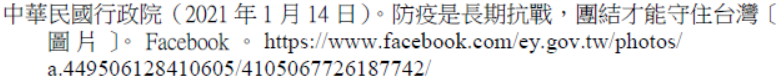 中華民國行政院（2021 年 1 月 14 日）。防疫是長期抗戰，團結才能守住台灣〔
圖片〕。Facebook。https://www.facebook.com/ey.gov.tw/photos/
a.449506128410605/4105067726187742/